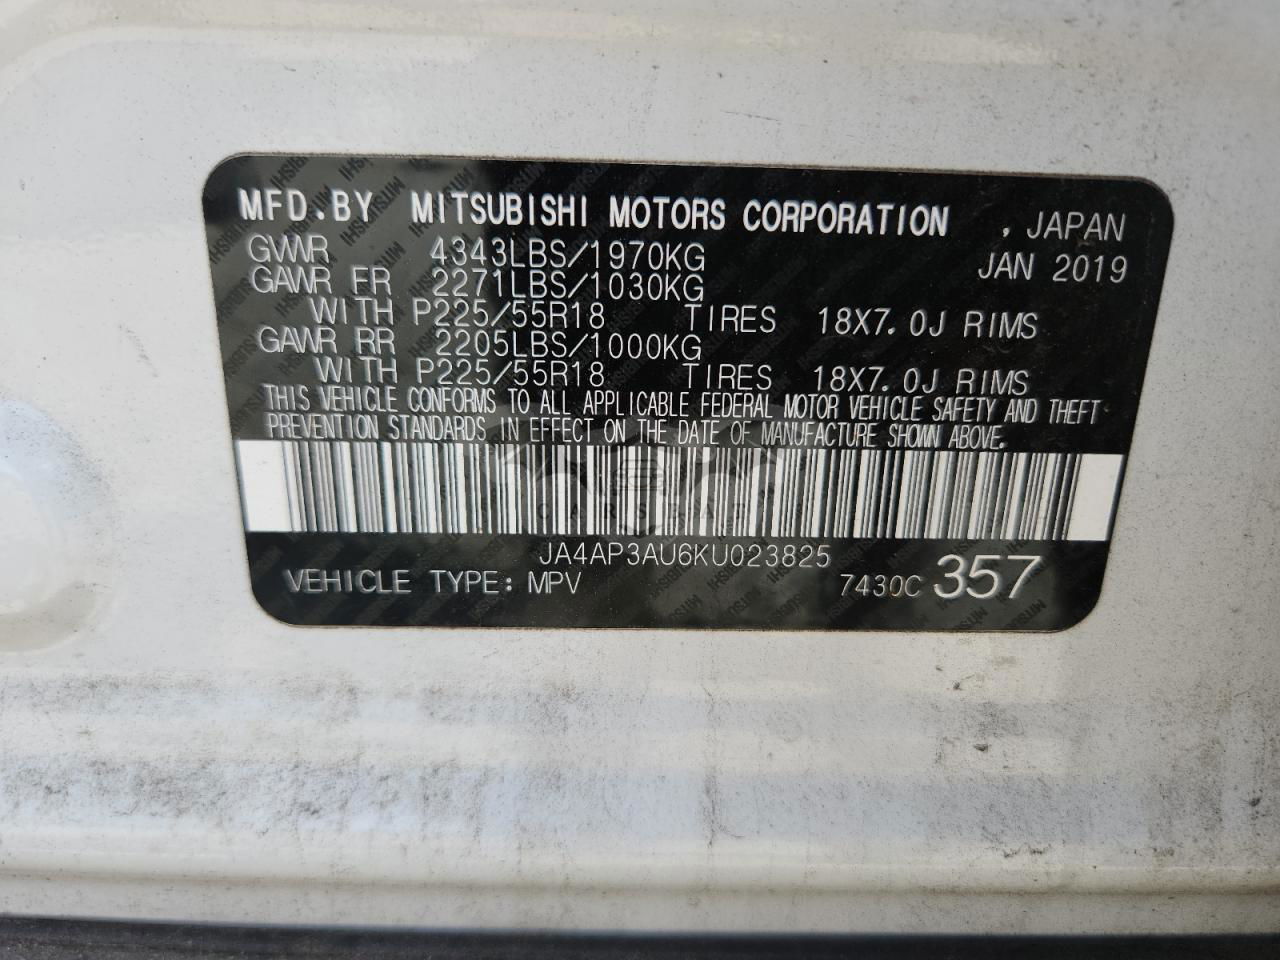 MFD.BY MITSUBISHI MOTORS CORPORATION , JAPAN
GVWR 4343LBS/1970KG JAN 2019
GAWR FR 2271LBS/1030KG
WITH P225/55R18 TIRES 18X7.0J RIMS
GAWR RR 2205LBS/1000KG
WITH P225/55R18 TIRES 18X7.0J RIMS
THIS VEHICLE CONFORMS TO ALL APPLICABLE FEDERAL MOTOR VEHICLE SAFETY AND THEFT
PREVENTION STANDARDS IN EFFECT ON THE DATE OF MANUFACTURE SHOWN ABOVE.
JA4AP3AU6KU023825
VEHICLE TYPE: MPV 7430C 357